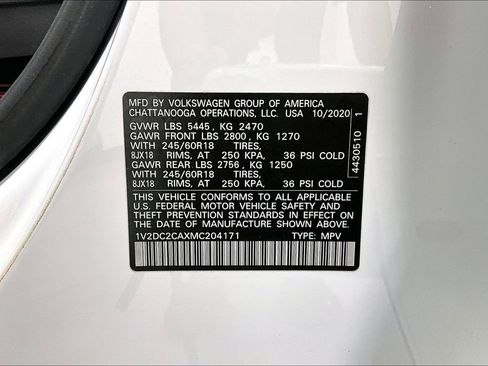 MFD BY VOLKSWAGEN GROUP OF AMERICA
CHATTANOOGA OPERATIONS, LLC. USA 10/2020
GVWR LBS 5445, KG 2470
GAWR FRONT LBS 2800, KG 1270
WITH 245/60R18 TIRES,
8JX18 RIMS, AT 250 KPA, 36 PSI COLD
GAWR REAR LBS 2756, KG 1250
WITH 245/60R18 TIRES,
8JX18 RIMS, AT 250 KPA, 36 PSI COLD
THIS VEHICLE CONFORMS TO ALL APPLICABLE
U.S. FEDERAL MOTOR VEHICLE SAFETY AND
THEFT PREVENTION STANDARDS IN EFFECT ON
THE DATE OF MANUFACTURE SHOWN ABOVE.
1V2DC2CAXMC204171 TYPE: MPV
4430510 1